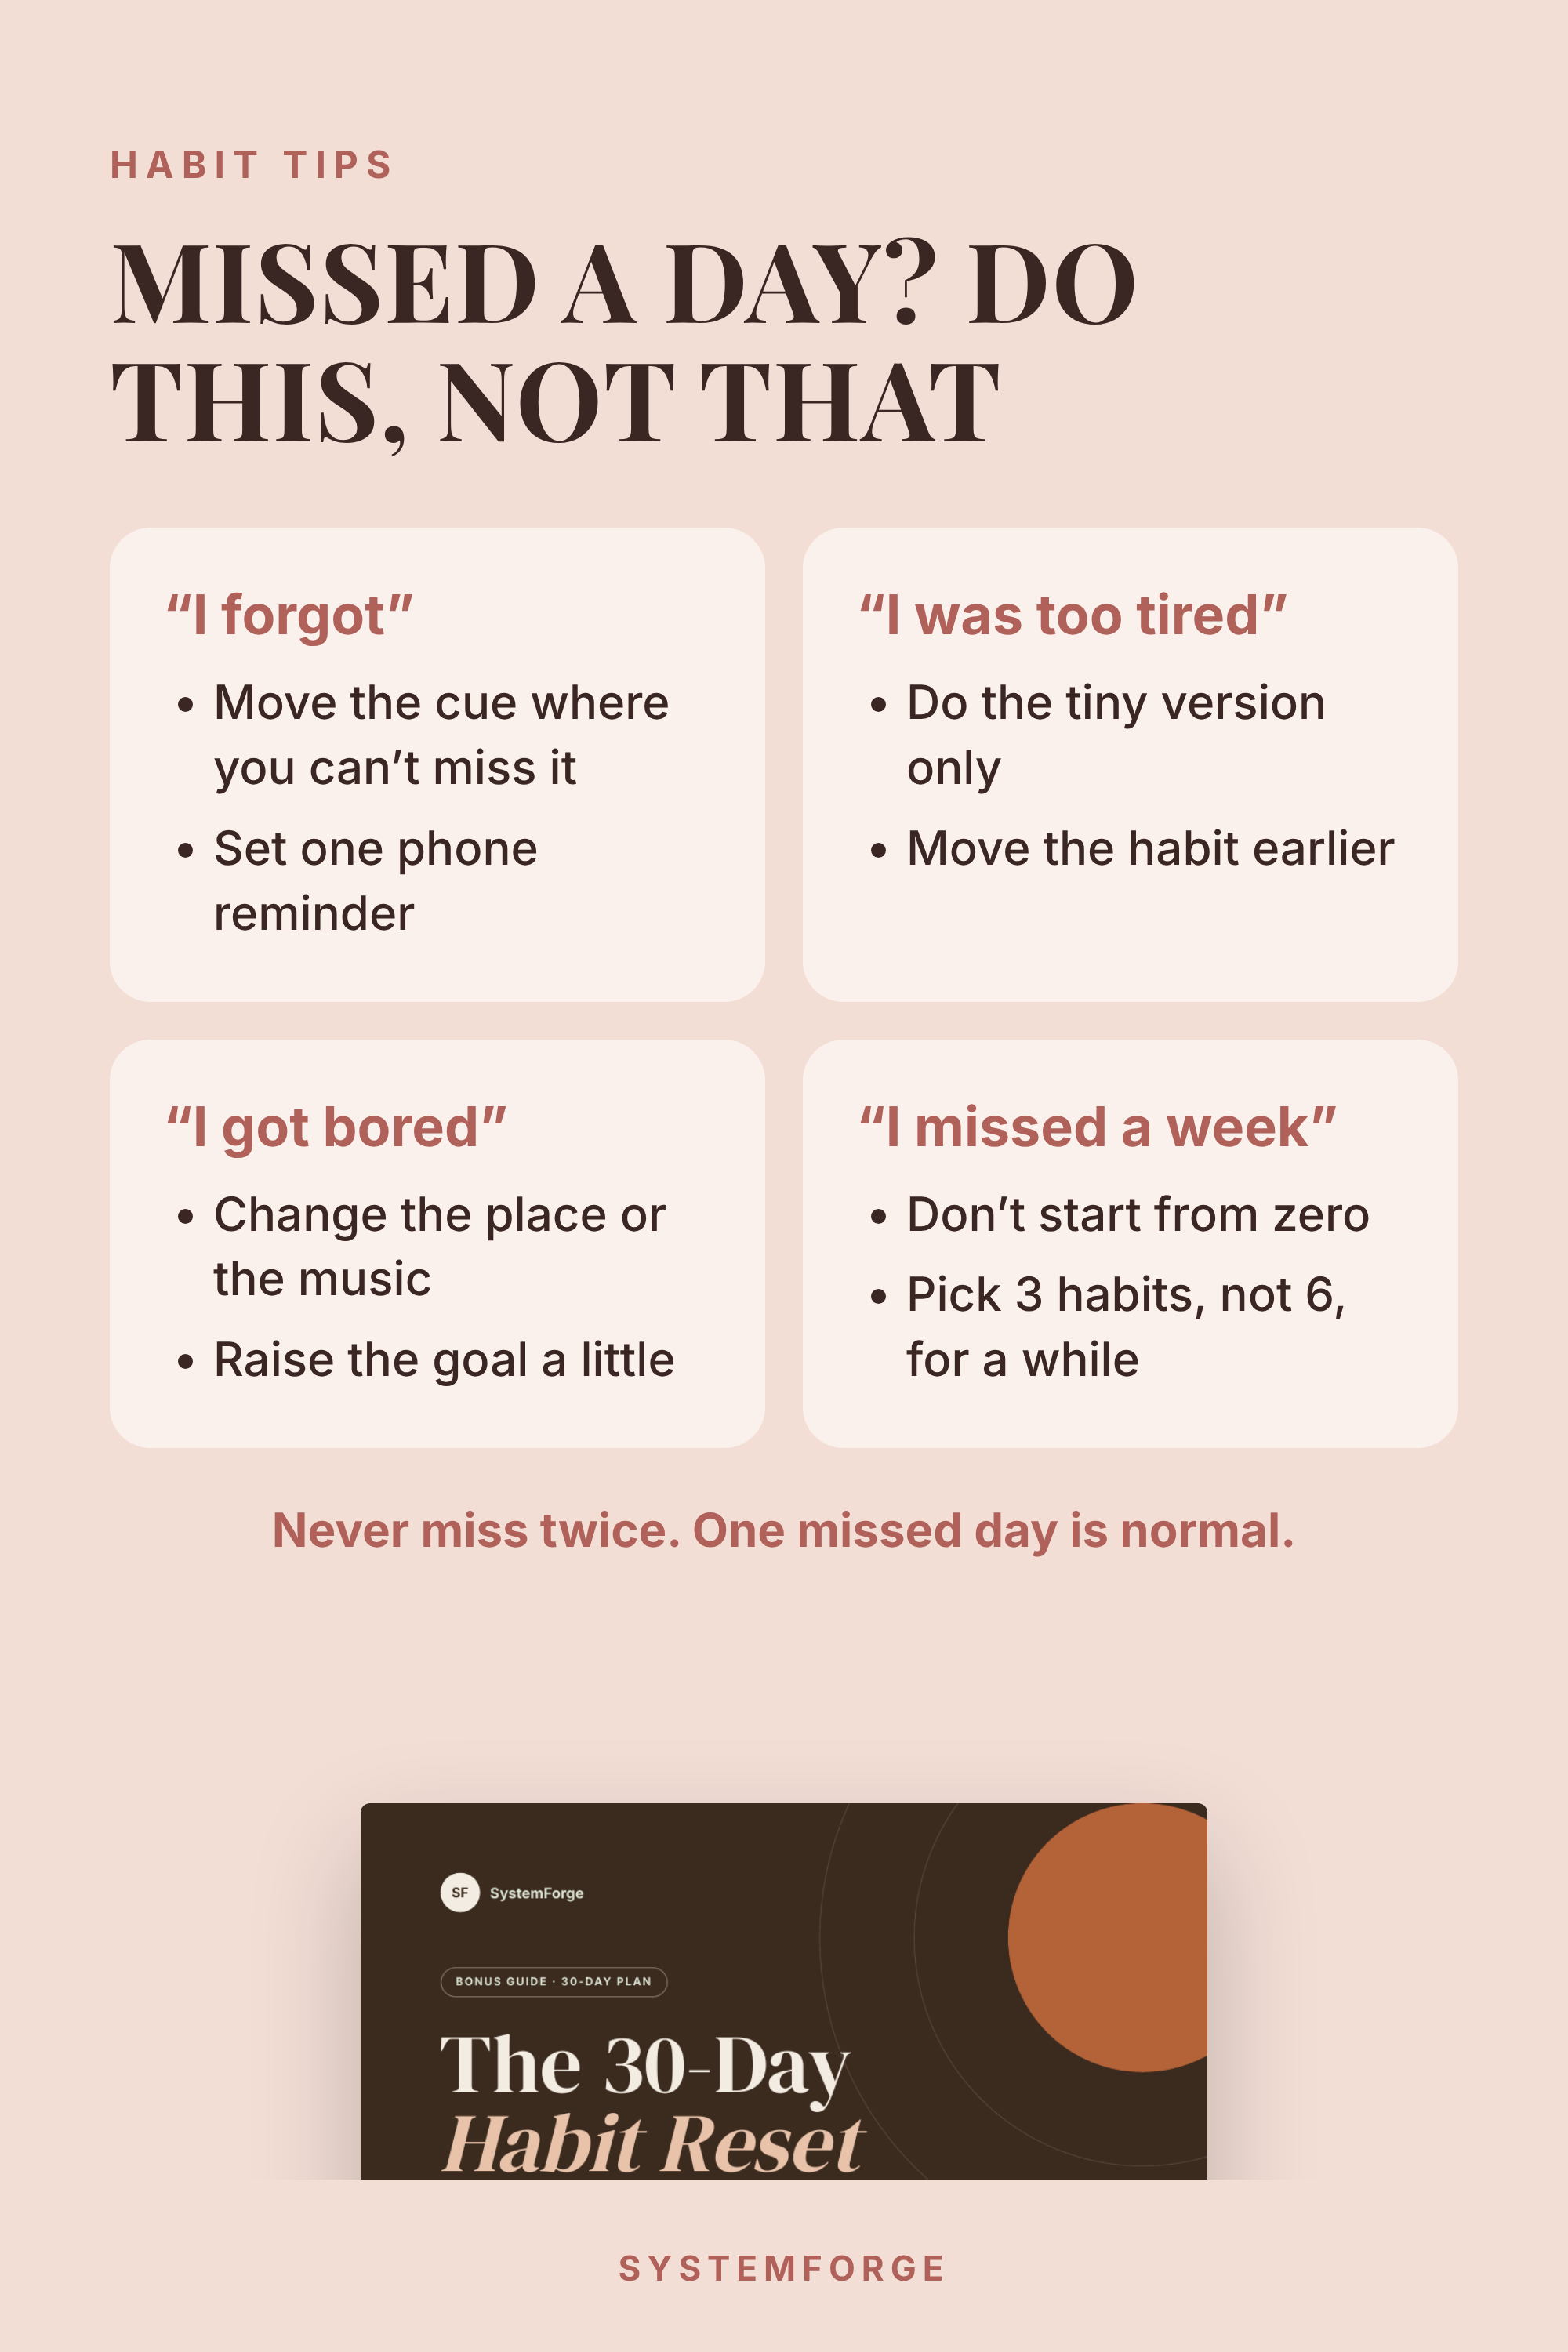 HABIT TIPS
MISSED A DAY? DO
THIS, NOT THAT
“I forgot”
• Move the cue where
you can’t miss it
• Set one phone
reminder
“I was too tired”
• Do the tiny version
only
• Move the habit earlier
“I got bored”
• Change the place or
the music
• Raise the goal a little
“I missed a week”
• Don’t start from zero
• Pick 3 habits, not 6,
for a while
Never miss twice. One missed day is normal.
SF SystemForge
BONUS GUIDE · 30-DAY PLAN
The 30-Day
Habit Reset
SYSTEMFORGE